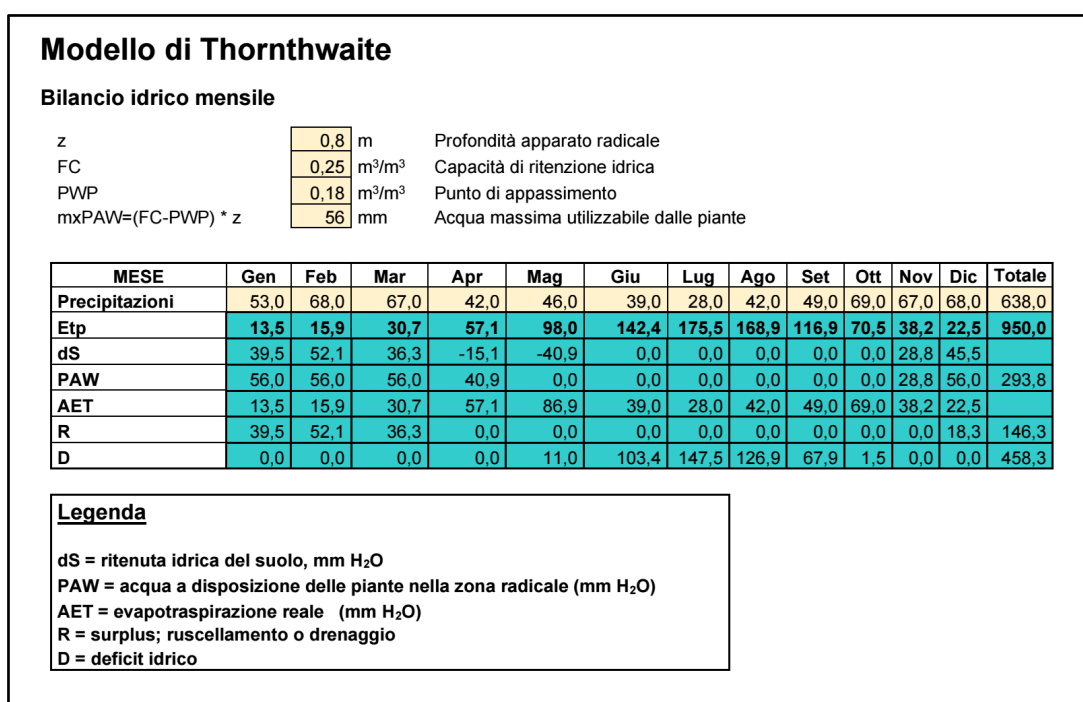 Modello di Thornthwaite
Bilancio idrico mensile
z 0,8 m Profondità apparato radicale
FC 0,25 m³/m³ Capacità di ritenzione idrica
PWP 0,18 m³/m³ Punto di appassimento
mxPAW=(FC-PWP) * z 56 mm Acqua massima utilizzabile dalle piante
MESE Gen Feb Mar Apr Mag Giu Lug Ago Set Ott Nov Dic Totale
Precipitazioni 53,0 68,0 67,0 42,0 46,0 39,0 28,0 42,0 49,0 69,0 67,0 68,0 638,0
Etp 13,5 15,9 30,7 57,1 98,0 142,4 175,5 168,9 116,9 70,5 38,2 22,5 950,0
dS 39,5 52,1 36,3 -15,1 -40,9 0,0 0,0 0,0 0,0 0,0 28,8 45,5
PAW 56,0 56,0 56,0 40,9 0,0 0,0 0,0 0,0 0,0 0,0 28,8 56,0 293,8
AET 13,5 15,9 30,7 57,1 86,9 39,0 28,0 42,0 49,0 69,0 38,2 22,5
R 39,5 52,1 36,3 0,0 0,0 0,0 0,0 0,0 0,0 0,0 0,0 18,3 146,3
D 0,0 0,0 0,0 0,0 11,0 103,4 147,5 126,9 67,9 1,5 0,0 0,0 458,3
Legenda
dS = ritenuta idrica del suolo, mm H₂O
PAW = acqua a disposizione delle piante nella zona radicale (mm H₂O)
AET = evapotraspirazione reale (mm H₂O)
R = surplus; ruscellamento o drenaggio
D = deficit idrico